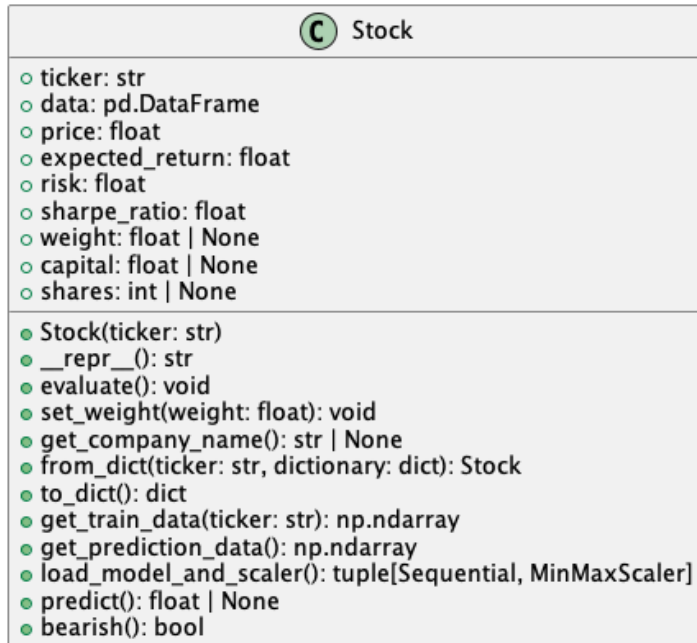 C Stock
ticker: str
data: pd.DataFrame
price: float
expected_return: float
risk: float
sharpe_ratio: float
weight: float | None
capital: float | None
shares: int | None
Stock(ticker: str)
__repr__(): str
evaluate(): void
set_weight(weight: float): void
get_company_name(): str | None
from_dict(ticker: str, dictionary: dict): Stock
to_dict(): dict
get_train_data(ticker: str): np.ndarray
get_prediction_data(): np.ndarray
load_model_and_scaler(): tuple[Sequential, MinMaxScaler]
predict(): float | None
bearish(): bool